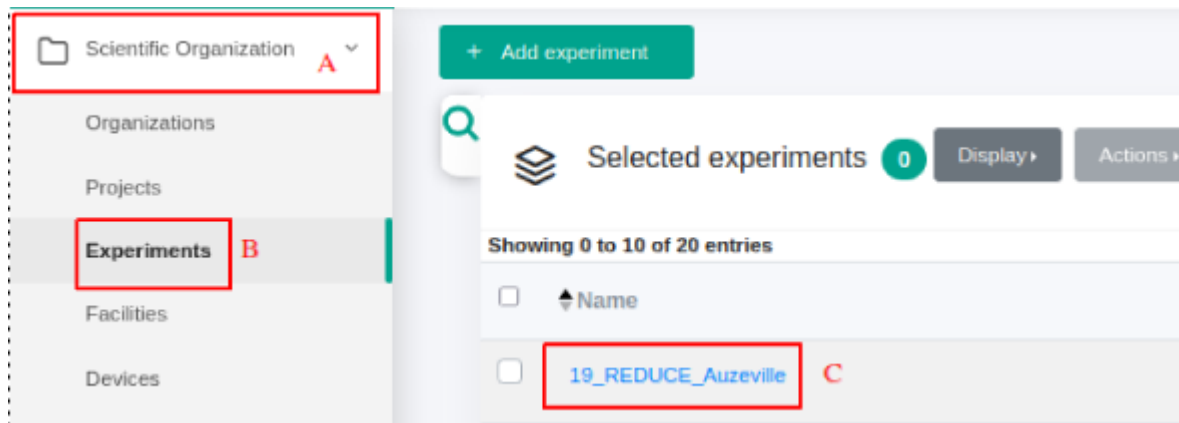 Scientific Organization
A
Organizations
Projects
Experiments
B
Facilities
Devices
+ Add experiment
Selected experiments 0 Display Actions
Showing 0 to 10 of 20 entries
Name
19_REDUCE_Auzeville
C